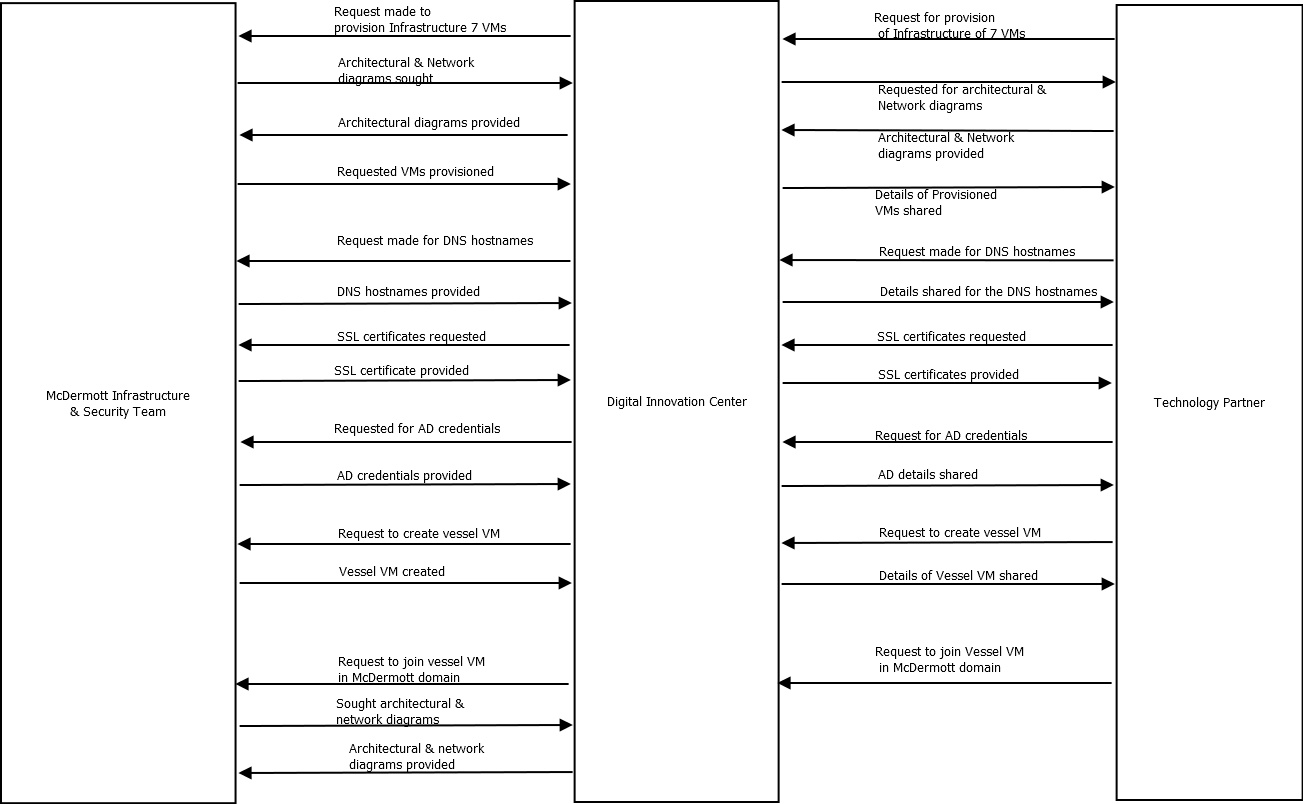 Request made to
provision Infrastructure 7 VMs
Request for provision
of Infrastructure of 7 VMs
Architectural & Network
diagrams sought
Requested for architectural &
Network diagrams
Architectural diagrams provided
Architectural & Network
diagrams provided
Requested VMs provisioned
Details of Provisioned
VMs shared
Request made for DNS hostnames
Request made for DNS hostnames
DNS hostnames provided
Details shared for the DNS hostnames
SSL certificates requested
SSL certificates requested
SSL certificate provided
SSL certificates provided
McDermott Infrastructure
& Security Team
Digital Innovation Center
Technology Partner
Requested for AD credentials
Request for AD credentials
AD credentials provided
AD details shared
Request to create vessel VM
Request to create vessel VM
Vessel VM created
Details of Vessel VM shared
Request to join vessel VM
in McDermott domain
Request to join Vessel VM
in McDermott domain
Sought architectural &
network diagrams
Architectural & network
diagrams provided